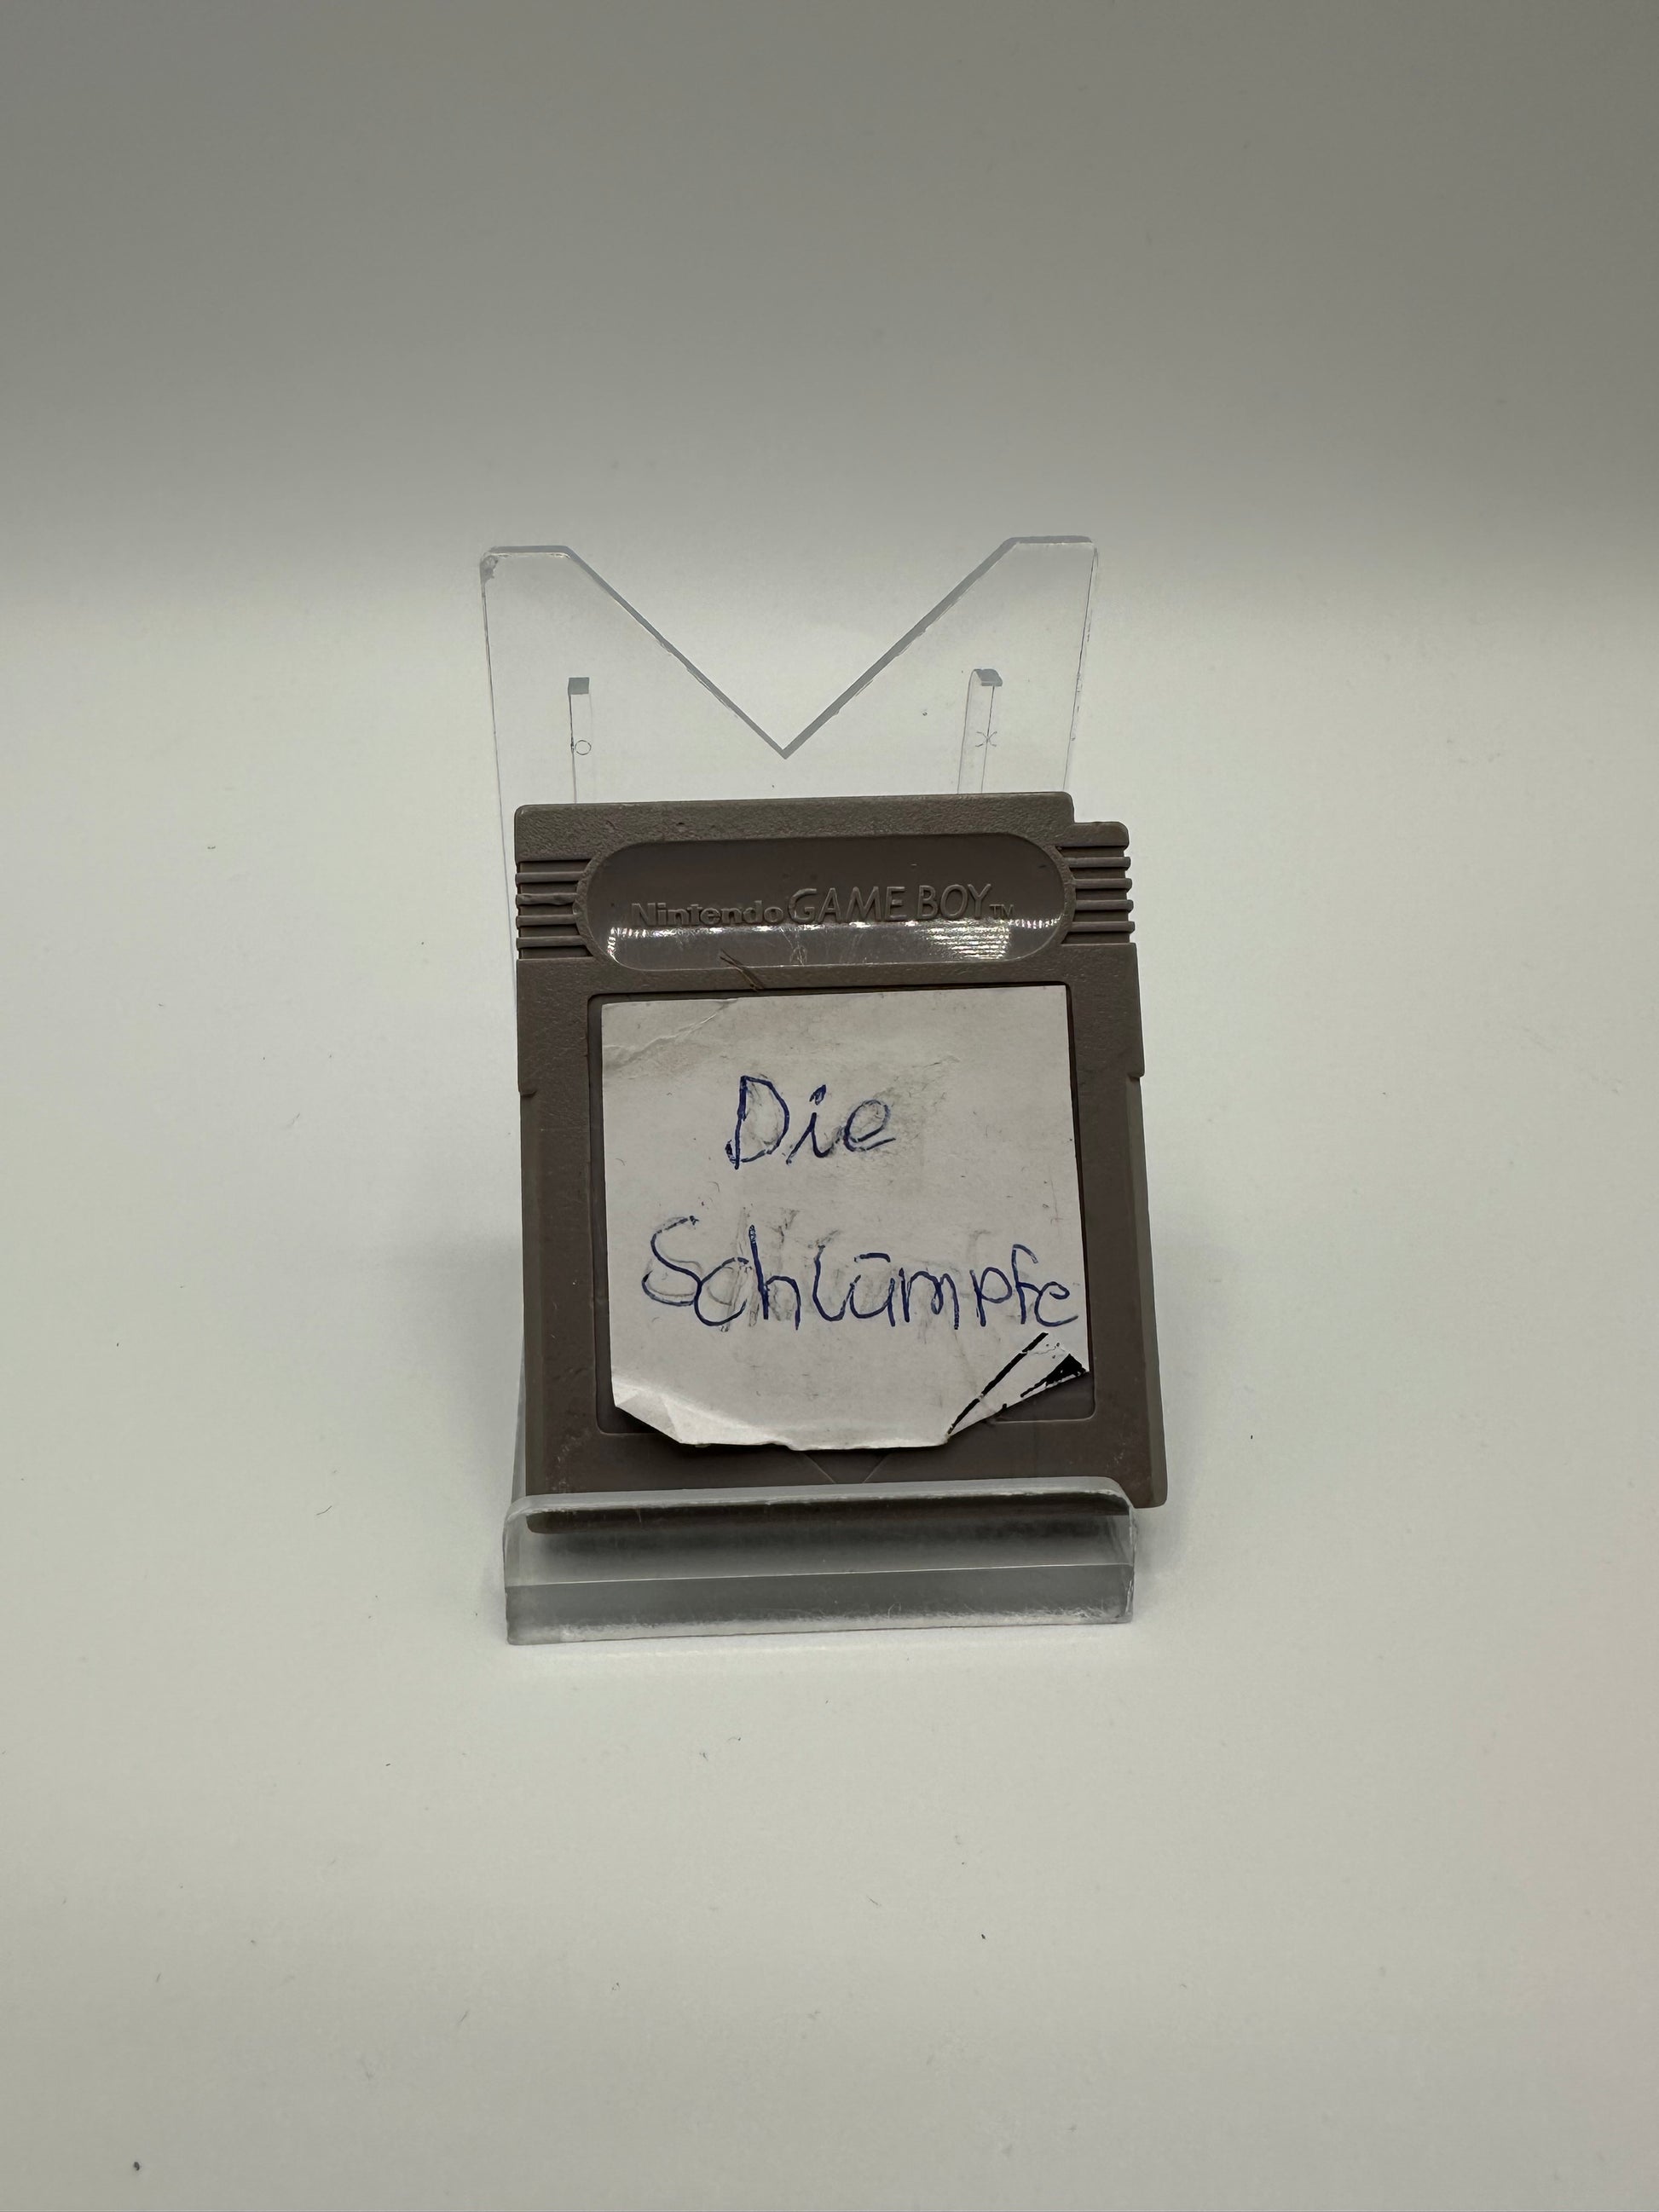 Nintendo GAME BOY TM
Die
Schlümpfe